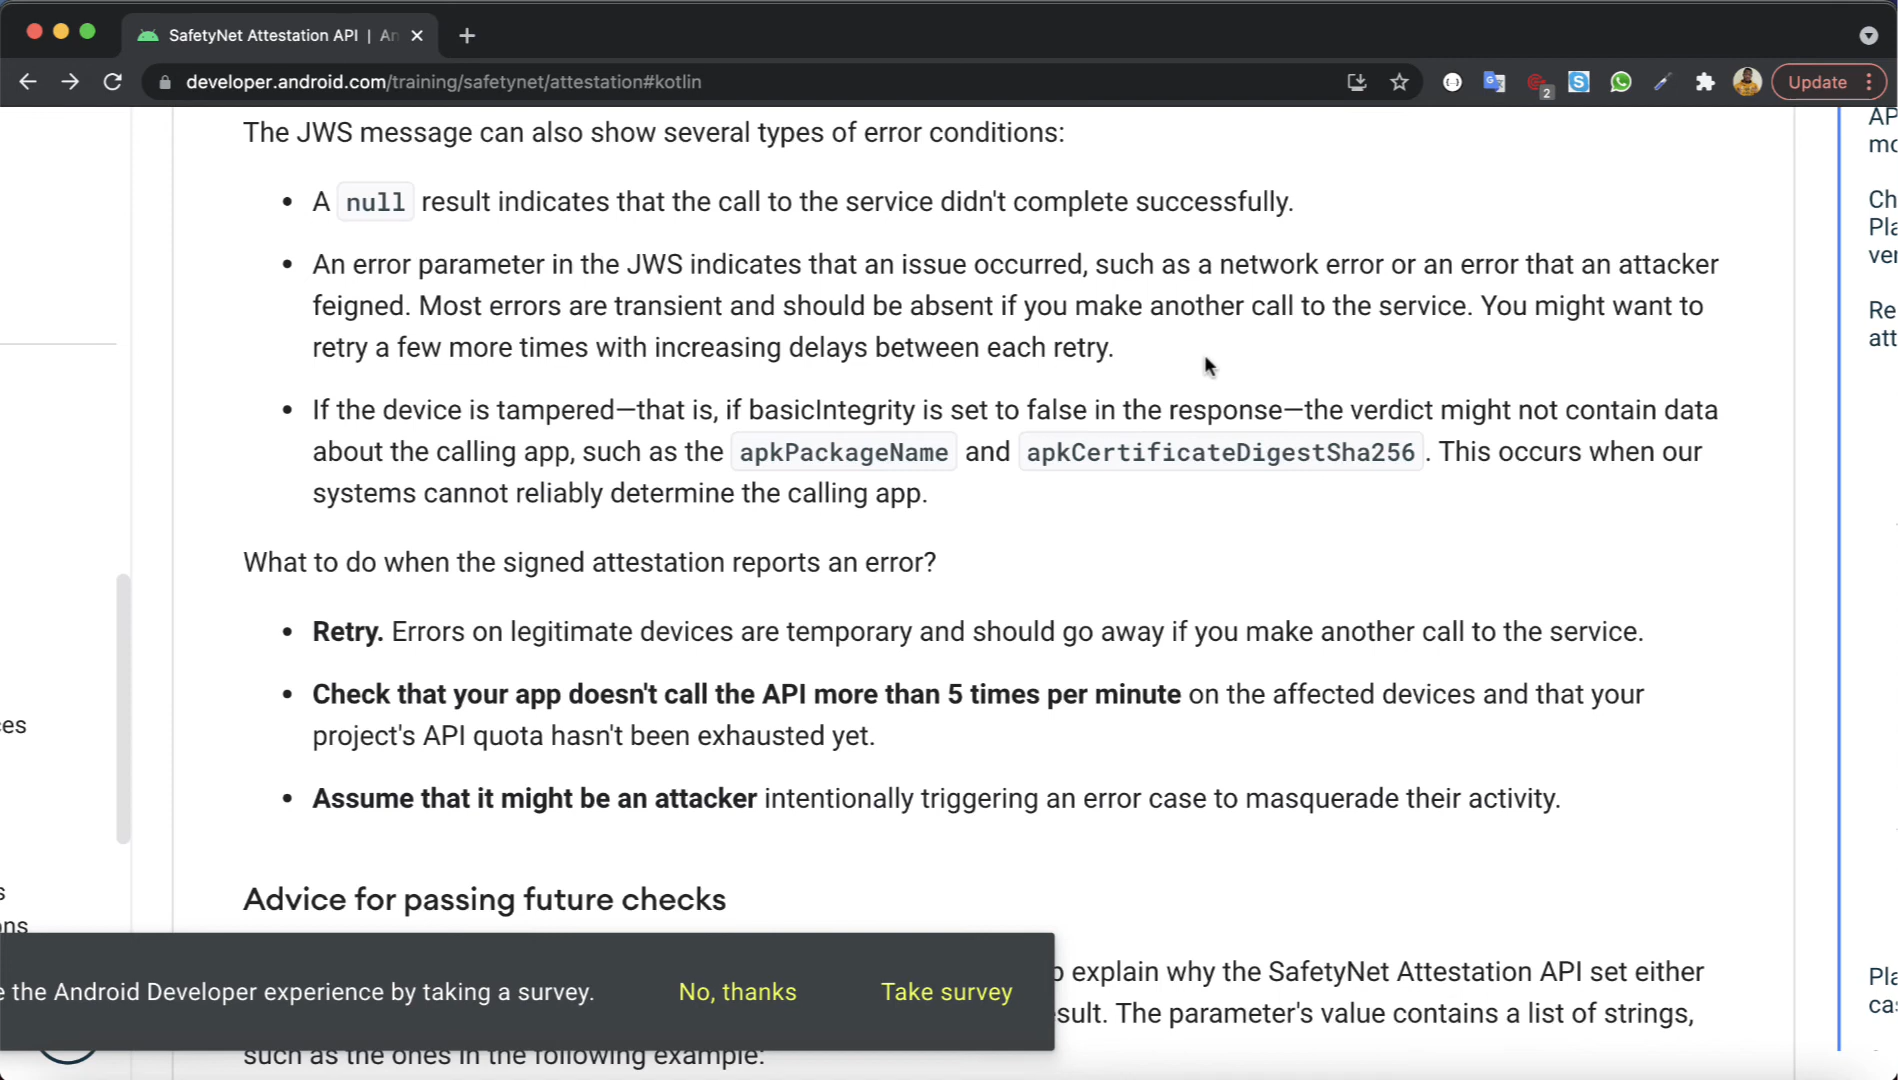 SafetyNet Attestation API | An
developer.android.com/training/safetynet/attestation#kotlin
2
Update
The JWS message can also show several types of error conditions:
A null result indicates that the call to the service didn't complete successfully.
An error parameter in the JWS indicates that an issue occurred, such as a network error or an error that an attacker
feigned. Most errors are transient and should be absent if you make another call to the service. You might want to
retry a few more times with increasing delays between each retry.
If the device is tampered—that is, if basicIntegrity is set to false in the response—the verdict might not contain data
about the calling app, such as the apkPackageName and apkCertificateDigestSha256. This occurs when our
systems cannot reliably determine the calling app.
What to do when the signed attestation reports an error?
Retry. Errors on legitimate devices are temporary and should go away if you make another call to the service.
Check that your app doesn't call the API more than 5 times per minute on the affected devices and that your
project's API quota hasn't been exhausted yet.
Assume that it might be an attacker intentionally triggering an error case to masquerade their activity.
Advice for passing future checks
explain why the SafetyNet Attestation API set either
sult. The parameter's value contains a list of strings,
such as the ones in the following example:
e the Android Developer experience by taking a survey.
No, thanks
Take survey
ces
s
ons
AP
mo
Ch
Pla
ver
Re
att
Pla
cas